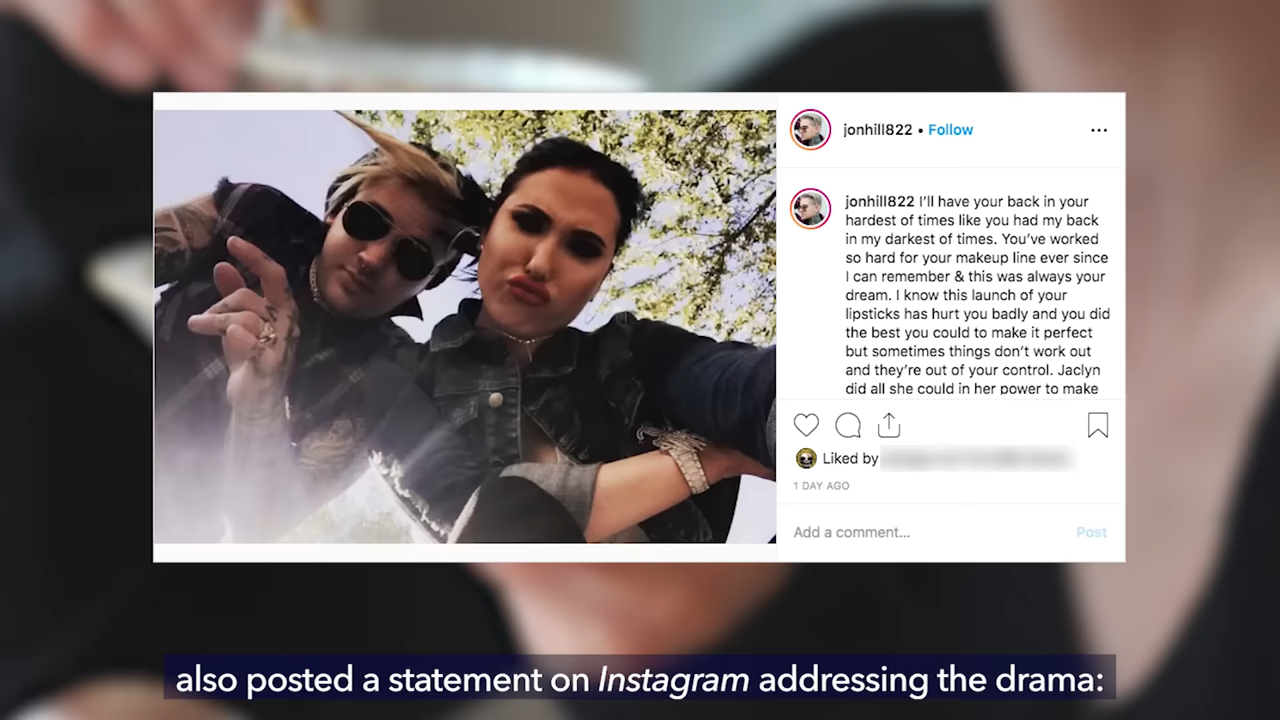 jonhill822 • Follow
jonhill822 I'll have your back in your
hardest of times like you had my back
in my darkest of times. You've worked
so hard for your makeup line ever since
I can remember & this was always your
dream. I know this launch of your
lipsticks has hurt you badly and you did
the best you could to make it perfect
but sometimes things don't work out
and they're out of your control. Jaclyn
did all she could in her power to make
Liked by
1 DAY AGO
Add a comment... Post
also posted a statement on Instagram addressing the drama: